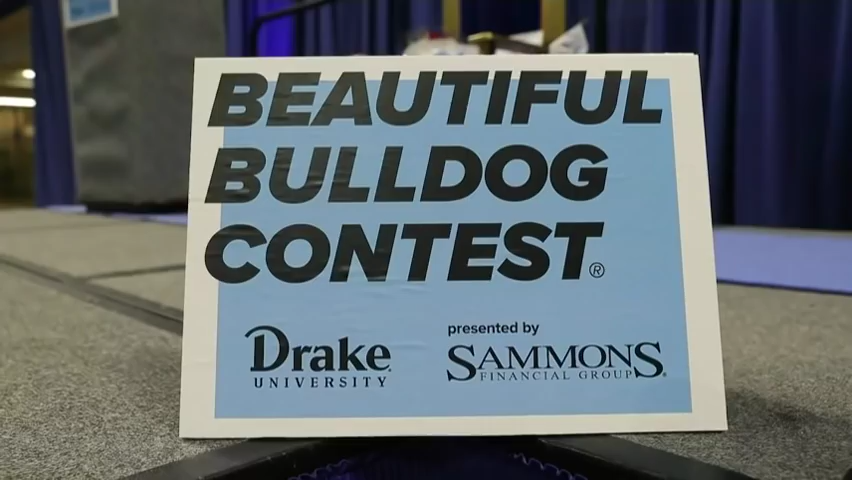 BEAUTIFUL
BULLDOG
CONTEST®
Drake
UNIVERSITY
presented by
SAMMONS
FINANCIAL GROUP®